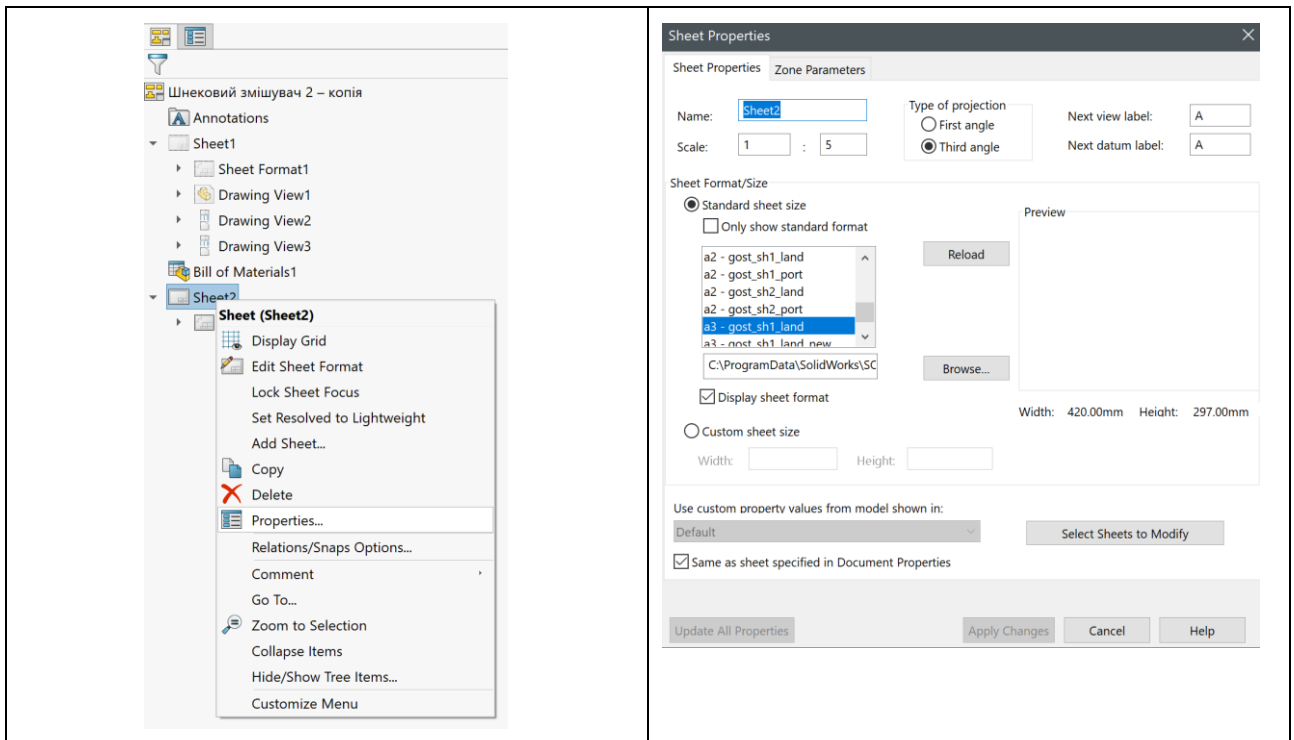 Шнековий змішувач 2 – копія
Annotations
Sheet1
Sheet Format1
Drawing View1
Drawing View2
Drawing View3
Bill of Materials1
Sheet2
Sheet (Sheet2)
Display Grid
Edit Sheet Format
Lock Sheet Focus
Set Resolved to Lightweight
Add Sheet...
Copy
Delete
Properties...
Relations/Snaps Options...
Comment
Go To...
Zoom to Selection
Collapse Items
Hide/Show Tree Items...
Customize Menu
Sheet Properties
Sheet Properties Zone Parameters
Name: Sheet2
Scale: 1 : 5
Type of projection
First angle
Third angle
Next view label: A
Next datum label: A
Sheet Format/Size
Standard sheet size
Only show standard format
a2 - gost_sh1_land
a2 - gost_sh1_port
a2 - gost_sh2_land
a2 - gost_sh2_port
a3 - gost_sh1_land
a3 - gost_sh1_land_new
Reload
C:\ProgramData\SolidWorks\SC
Browse...
Display sheet format
Preview
Width: 420.00mm Height: 297.00mm
Custom sheet size
Width: Height:
Use custom property values from model shown in:
Default
Select Sheets to Modify
Same as sheet specified in Document Properties
Update All Properties Apply Changes Cancel Help